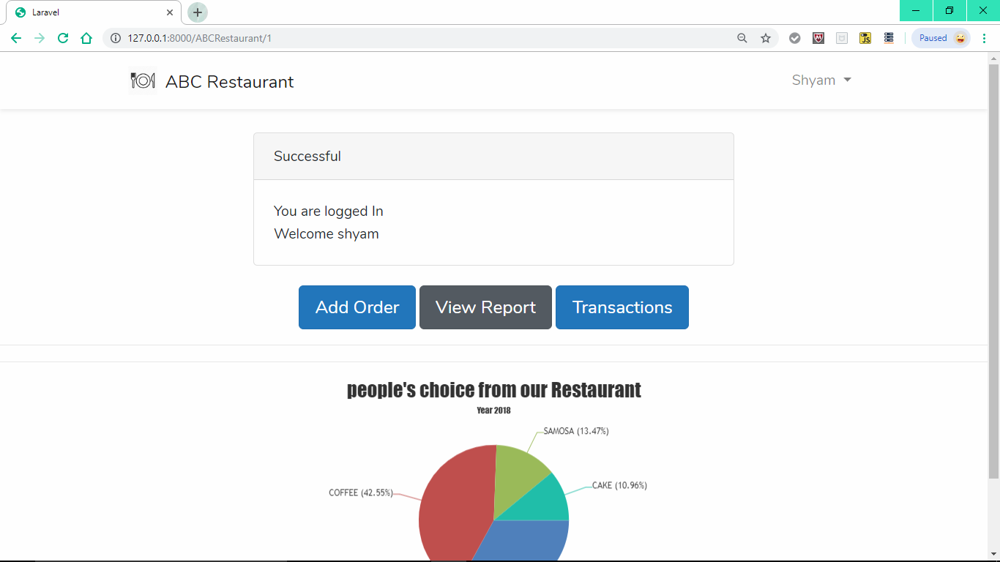 Laravel
127.0.0.1:8000/ABCRestaurant/1
JS
Paused
ABC Restaurant
Shyam
Successful
You are logged In
Welcome shyam
Add Order
View Report
Transactions
people's choice from our Restaurant
Year 2018
SAMOSA (13.47%)
CAKE (10.96%)
COFFEE (42.55%)